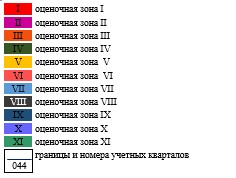 I оценочная зона I
II оценочная зона II
III оценочная зона III
IV оценочная зона IV
V оценочная зона V
VI оценочная зона VI
VII оценочная зона VII
VIII оценочная зона VIII
IX оценочная зона IX
X оценочная зона X
XI оценочная зона XI
границы и номера учетных кварталов
044